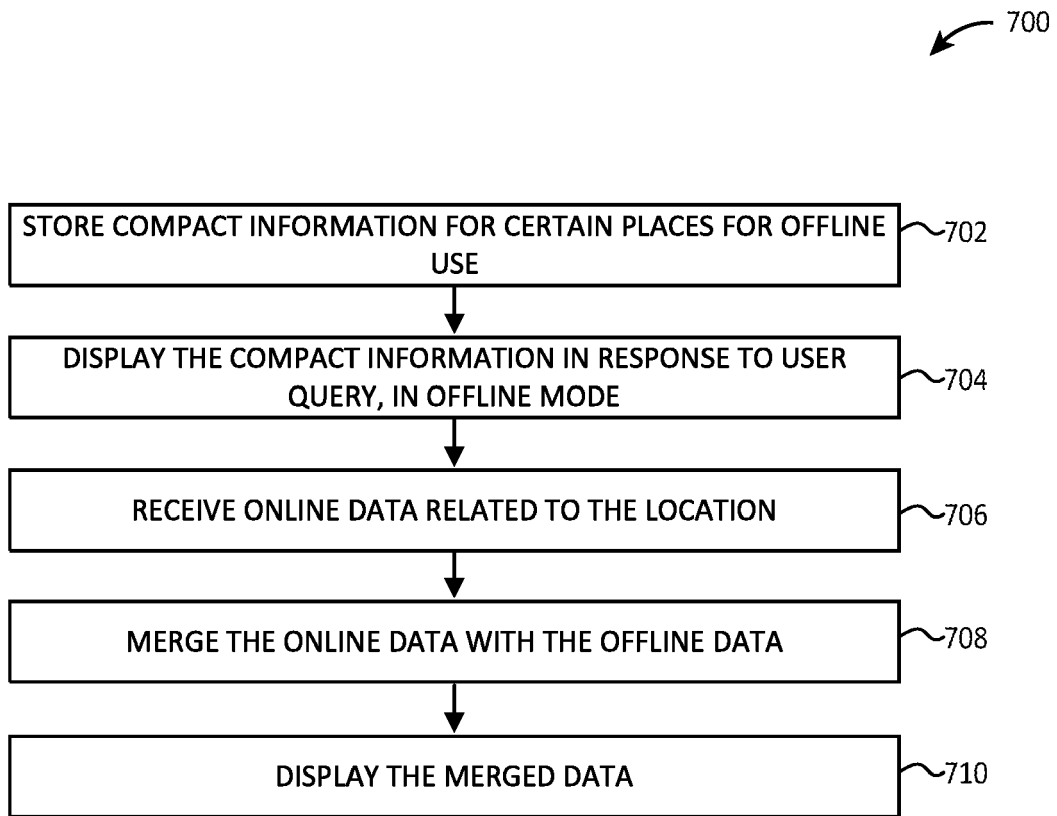 700
STORE COMPACT INFORMATION FOR CERTAIN PLACES FOR OFFLINE
USE
702
DISPLAY THE COMPACT INFORMATION IN RESPONSE TO USER
QUERY, IN OFFLINE MODE
704
RECEIVE ONLINE DATA RELATED TO THE LOCATION
706
MERGE THE ONLINE DATA WITH THE OFFLINE DATA
708
DISPLAY THE MERGED DATA
710